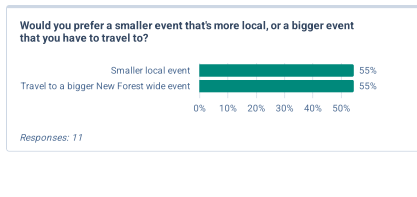 Would you prefer a smaller event that's more local, or a bigger event
that you have to travel to?
Smaller local event 55%
Travel to a bigger New Forest wide event 55%
0% 10% 20% 30% 40% 50%
Responses: 11